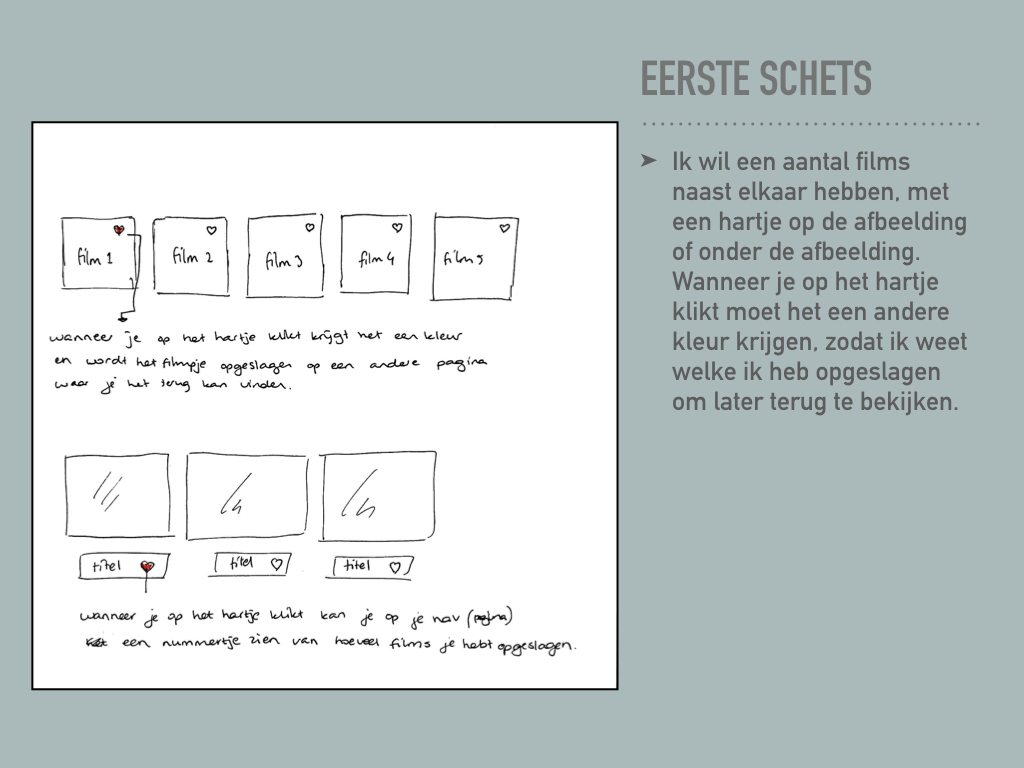 EERSTE SCHETS
➤ Ik wil een aantal films
naast elkaar hebben, met
een hartje op de afbeelding
of onder de afbeelding.
Wanneer je op het hartje
klikt moet het een andere
kleur krijgen, zodat ik weet
welke ik heb opgeslagen
om later terug te bekijken.
film 1 film 2 film 3 film 4 film 5
wanneer je op het hartje klikt krijgt het een kleur
en wordt het filmpje opgeslagen op een andere pagina
waar je het terug kan vinden.
titel titel titel
wanneer je op het hartje klikt kan je op je nav (pagina)
een nummertje zien van hoeveel films je hebt opgeslagen.